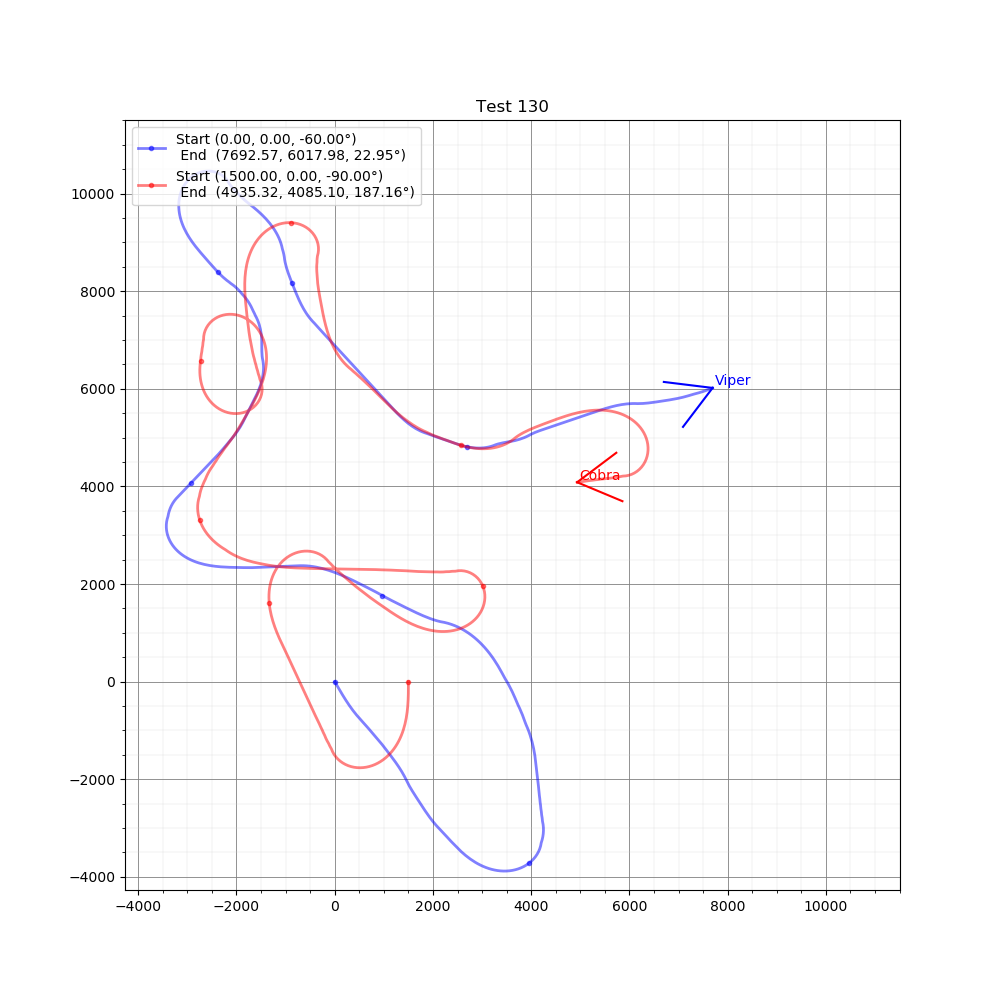 Test 130
Start (0.00, 0.00, -60.00°)
End  (7692.57, 6017.98, 22.95°)
Start (1500.00, 0.00, -90.00°)
End  (4935.32, 4085.10, 187.16°)
10000
8000
6000
4000
2000
0
−2000
−4000
Viper
Cobra
−4000 −2000 0 2000 4000 6000 8000 10000